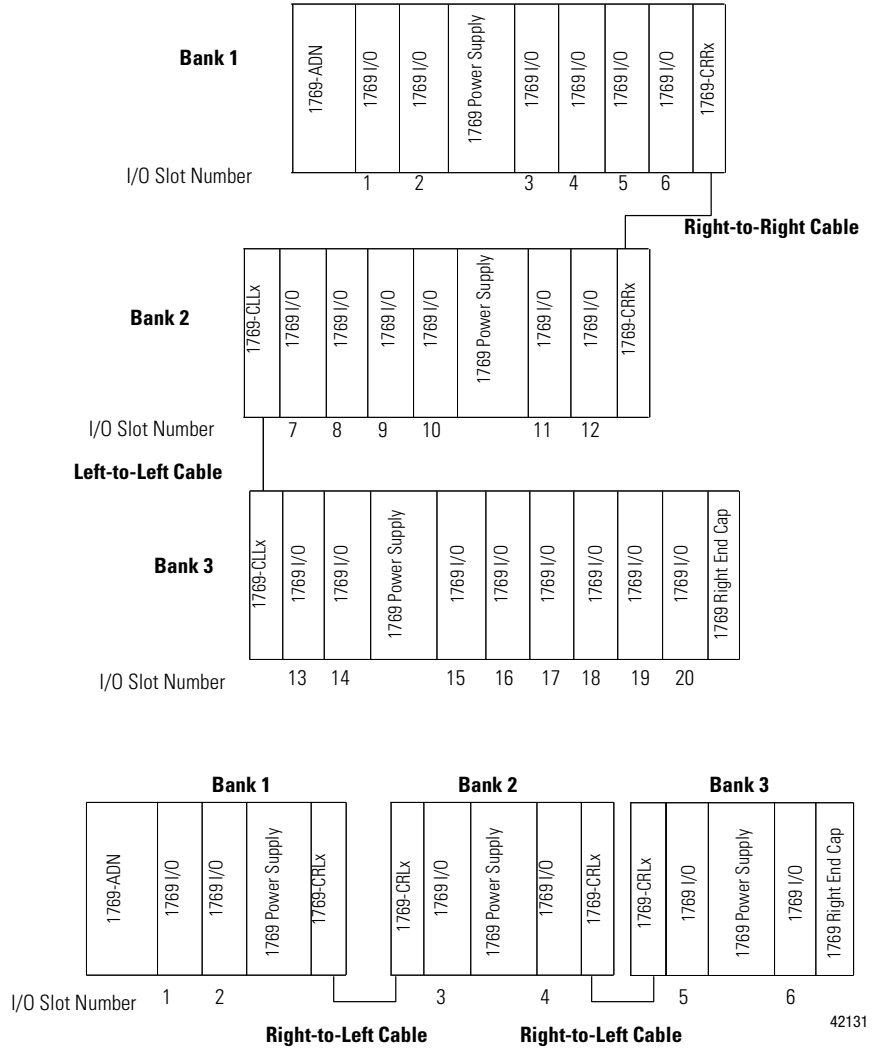 Bank 1
1769-ADN
1769 I/O
1769 I/O
1769 Power Supply
1769 I/O
1769 I/O
1769 I/O
1769 I/O
1769-CRRx
I/O Slot Number
1 2 3 4 5 6
Right-to-Right Cable
Bank 2
1769-CLLx
1769 I/O
1769 I/O
1769 I/O
1769 I/O
1769 Power Supply
1769 I/O
1769 I/O
1769-CRRx
I/O Slot Number
7 8 9 10 11 12
Left-to-Left Cable
Bank 3
1769-CLLx
1769 I/O
1769 I/O
1769 Power Supply
1769 I/O
1769 I/O
1769 I/O
1769 I/O
1769 I/O
1769 I/O
1769 Right End Cap
I/O Slot Number
13 14 15 16 17 18 19 20
Bank 1
Bank 2
Bank 3
1769-ADN
1769 I/O
1769 I/O
1769 Power Supply
1769-CRLx
1769-CRLx
1769 I/O
1769 Power Supply
1769 I/O
1769-CRLx
1769-CRLx
1769 I/O
1769 Power Supply
1769 I/O
1769 Right End Cap
I/O Slot Number
1 2 3 4 5 6
Right-to-Left Cable
Right-to-Left Cable
42131